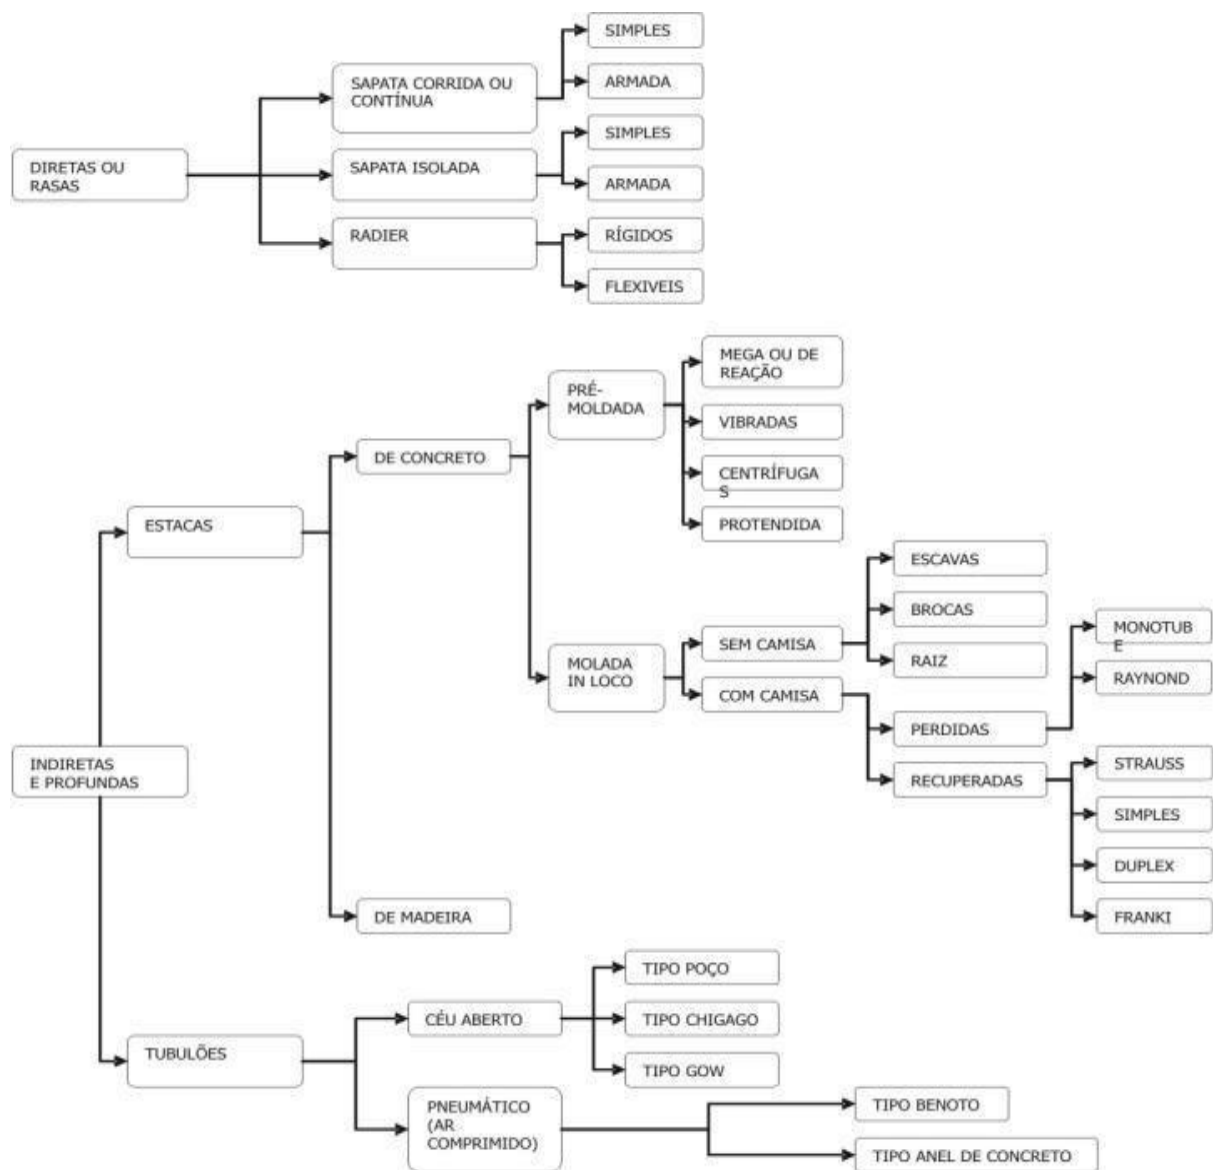 SIMPLES
SAPATA CORRIDA OU
CONTÍNUA
ARMADA
SIMPLES
DIRETAS OU
RASAS
SAPATA ISOLADA
ARMADA
RADIER
RÍGIDOS
FLEXIVEIS
MEGA OU DE
REAÇÃO
PRÉ-
MOLDADA
VIBRADAS
DE CONCRETO
CENTRÍFUGA
S
PROTENDIDA
ESTACAS
ESCAVAS
BROCAS
MONOTUB
E
SEM CAMISA
RAIZ
MOLADA
IN LOCO
RAYNOND
COM CAMISA
PERDIDAS
INDIRETAS
E PROFUNDAS
STRAUSS
RECUPERADAS
SIMPLES
DUPLEX
DE MADEIRA
FRANKI
TIPO POÇO
CÉU ABERTO
TIPO CHIGAGO
TUBULÕES
TIPO GOW
PNEUMÁTICO
(AR
COMPRIMIDO)
TIPO BENOTO
TIPO ANEL DE CONCRETO